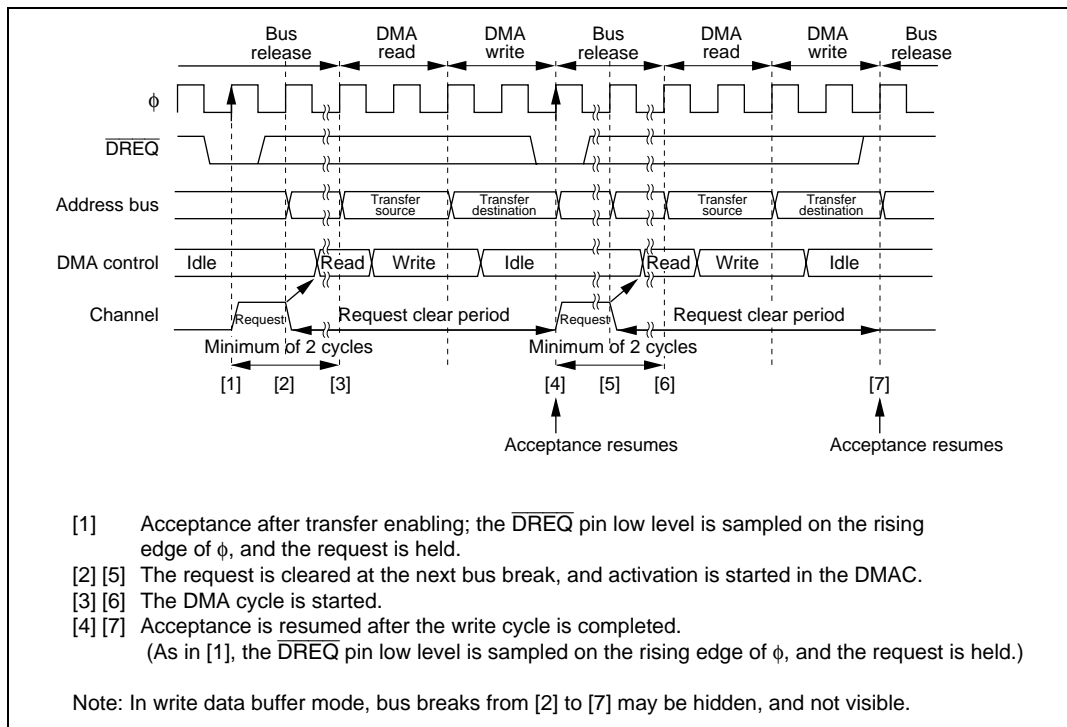 Bus release DMA read DMA write Bus release DMA read DMA write Bus release
φ
DREQ
Address bus Transfer source Transfer destination Transfer source Transfer destination
DMA control Idle Read Write Idle Read Write Idle
Channel Request Request clear period Request Request clear period
Minimum of 2 cycles Minimum of 2 cycles
[1] [2] [3] [4] [5] [6] [7]
Acceptance resumes Acceptance resumes
[1] Acceptance after transfer enabling; the DREQ pin low level is sampled on the rising
edge of φ, and the request is held.
[2] [5] The request is cleared at the next bus break, and activation is started in the DMAC.
[3] [6] The DMA cycle is started.
[4] [7] Acceptance is resumed after the write cycle is completed.
(As in [1], the DREQ pin low level is sampled on the rising edge of φ, and the request is held.)
Note: In write data buffer mode, bus breaks from [2] to [7] may be hidden, and not visible.